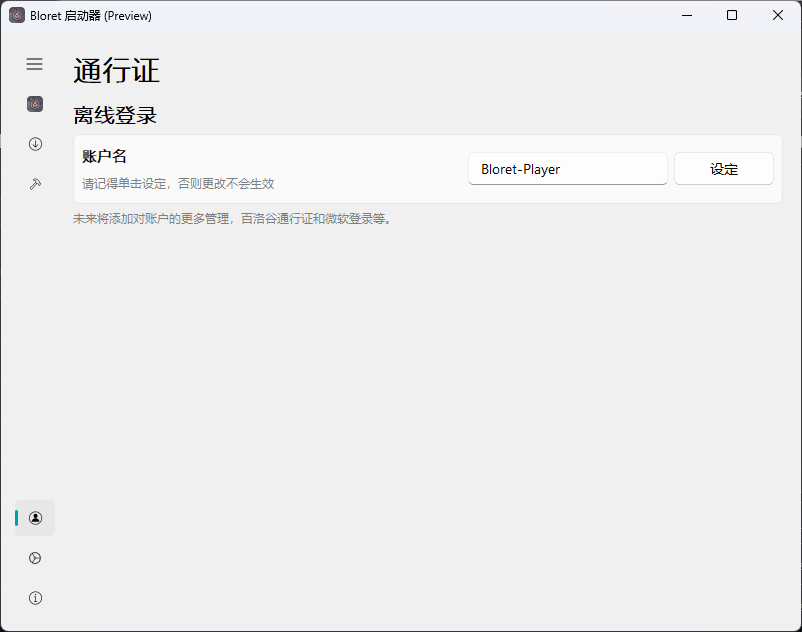 Bloret 启动器 (Preview)
通行证
离线登录
账户名
请记得单击设定，否则更改不会生效
Bloret-Player
设定
未来将添加对账户的更多管理，百洛谷通行证和微软登录等。